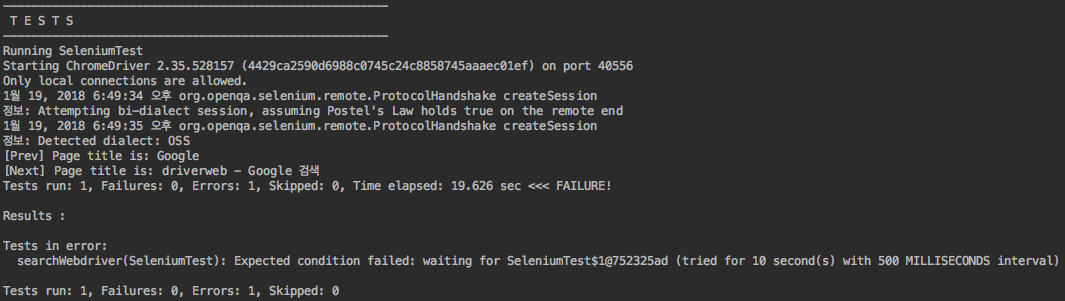 -------------------------------------------------------
 T E S T S
-------------------------------------------------------
Running SeleniumTest
Starting ChromeDriver 2.35.528157 (4429ca2590d6988c0745c24c8858745aaaec01ef) on port 40556
Only local connections are allowed.
1월 19, 2018 6:49:34 오후 org.openqa.selenium.remote.ProtocolHandshake createSession
정보: Attempting bi-dialect session, assuming Postel's Law holds true on the remote end
1월 19, 2018 6:49:35 오후 org.openqa.selenium.remote.ProtocolHandshake createSession
정보: Detected dialect: OSS
[Prev] Page title is: Google
[Next] Page title is: driverweb - Google 검색
Tests run: 1, Failures: 0, Errors: 1, Skipped: 0, Time elapsed: 19.626 sec <<< FAILURE!

Results :

Tests in error:
  searchWebdriver(SeleniumTest): Expected condition failed: waiting for SeleniumTest$1@752325ad (tried for 10 second(s) with 500 MILLISECONDS interval)

Tests run: 1, Failures: 0, Errors: 1, Skipped: 0